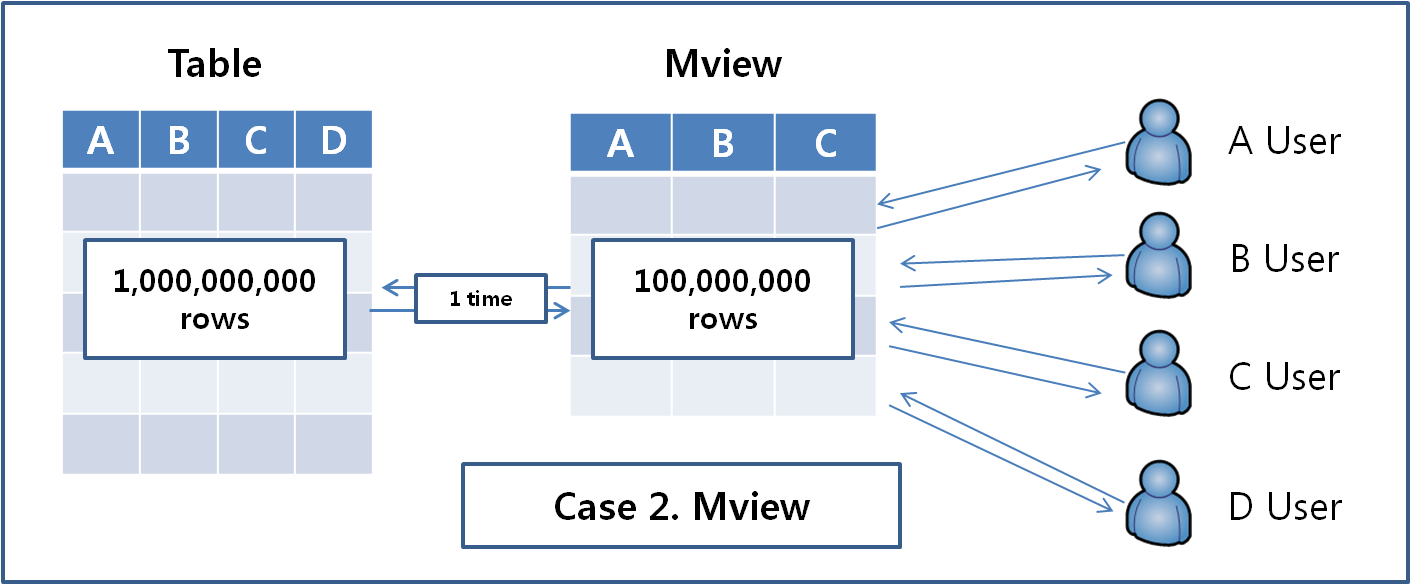 Table
Mview
A B C D
A B C
1,000,000,000
rows
1 time
100,000,000
rows
A User
B User
C User
D User
Case 2. Mview